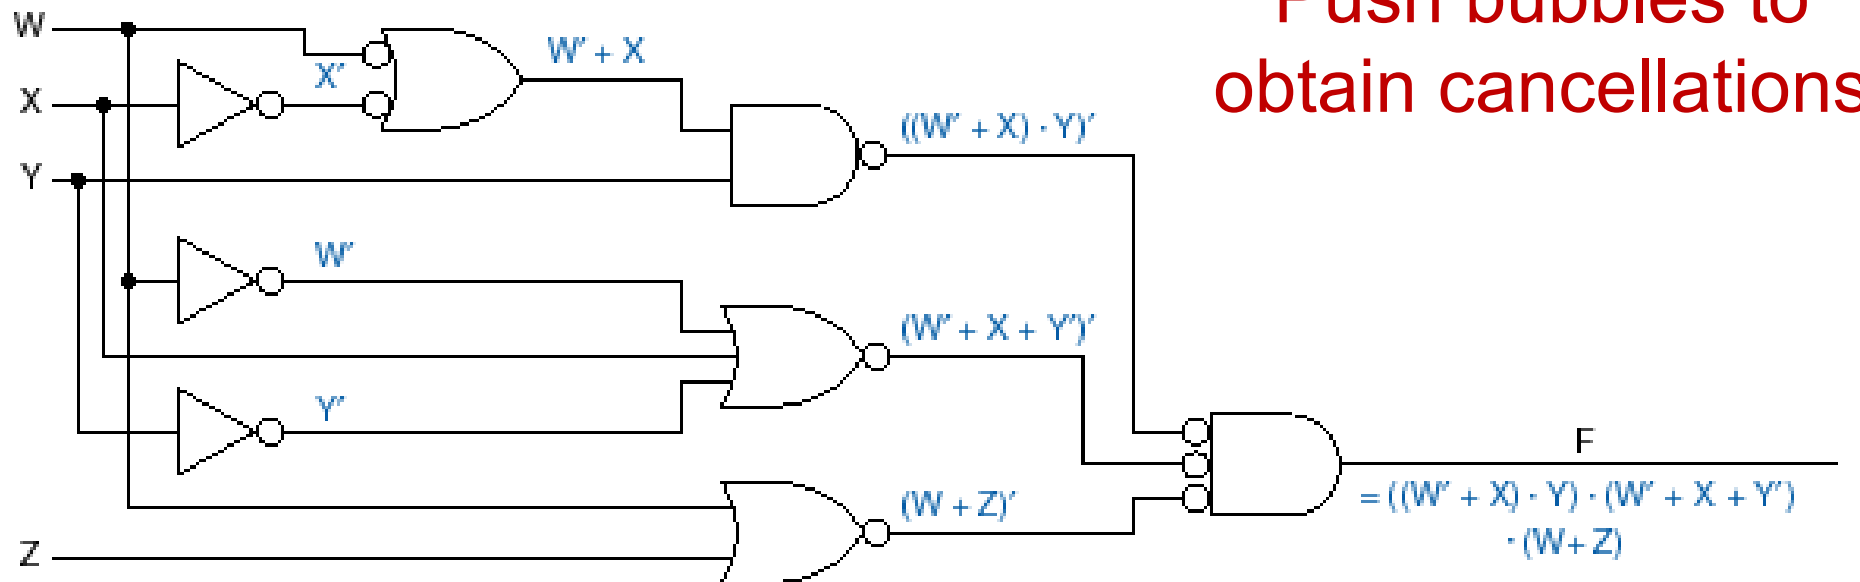 Push bubbles to
obtain cancellations
W
W′ + X
X′
X
((W′ + X) · Y)′
Y
W′
(W′ + X + Y′)′
Y′
F
(W + Z)′
= ((W′ + X) · Y) · (W′ + X + Y′)
· (W + Z)
Z